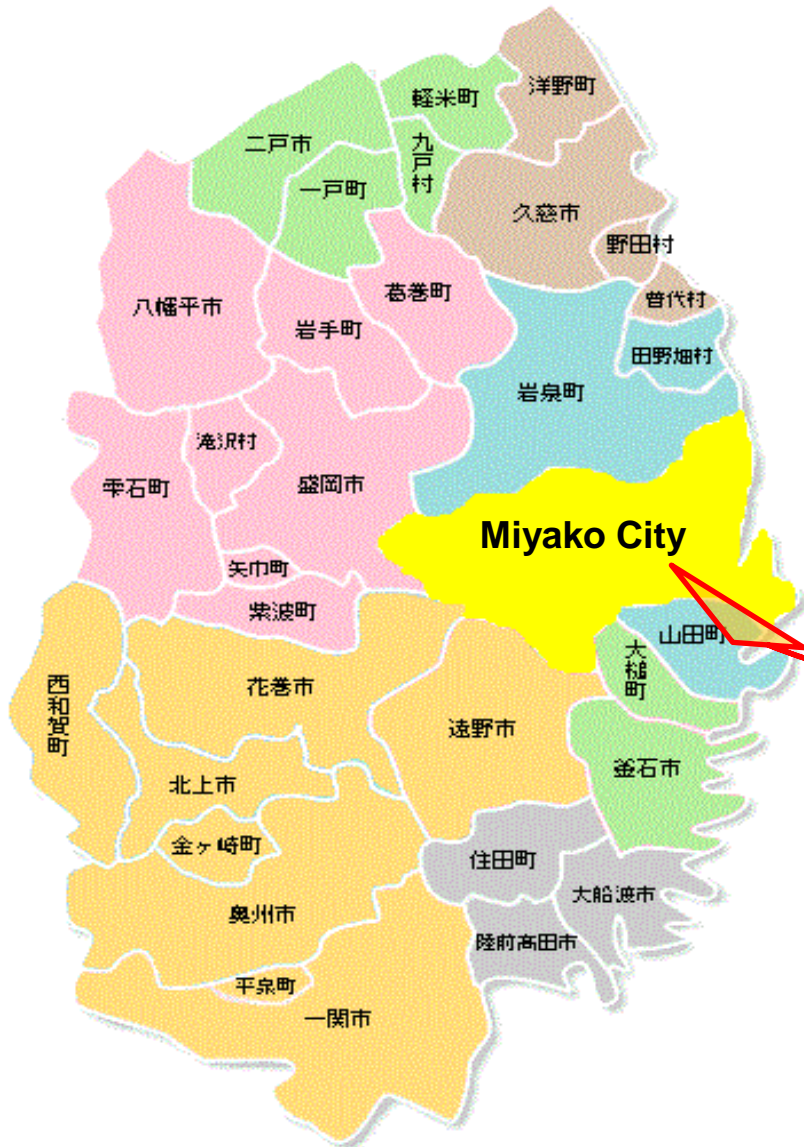 洋野町
軽米町
二戸市
九戸村
一戸町
久慈市
野田村
普代村
葛巻町
八幡平市
岩手町
田野畑村
岩泉町
滝沢村
雫石町
盛岡市
Miyako City
矢巾町
紫波町
山田町
大槌町
花巻市
西和賀町
遠野市
釜石市
北上市
金ヶ崎町
住田町
大船渡市
奥州市
陸前高田市
平泉町
一関市